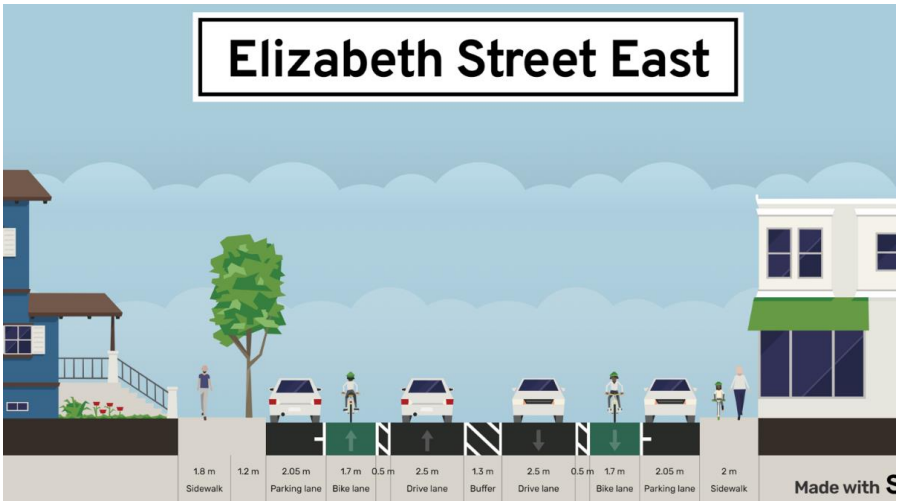 Elizabeth Street East
1.8 m 1.2 m 2.05 m 1.7 m 0.5 m 2.5 m 1.3 m 2.5 m 0.5 m 1.7 m 2.05 m 2 m
Sidewalk Parking lane Bike lane Drive lane Buffer Drive lane Bike lane Parking lane Sidewalk
Made with S